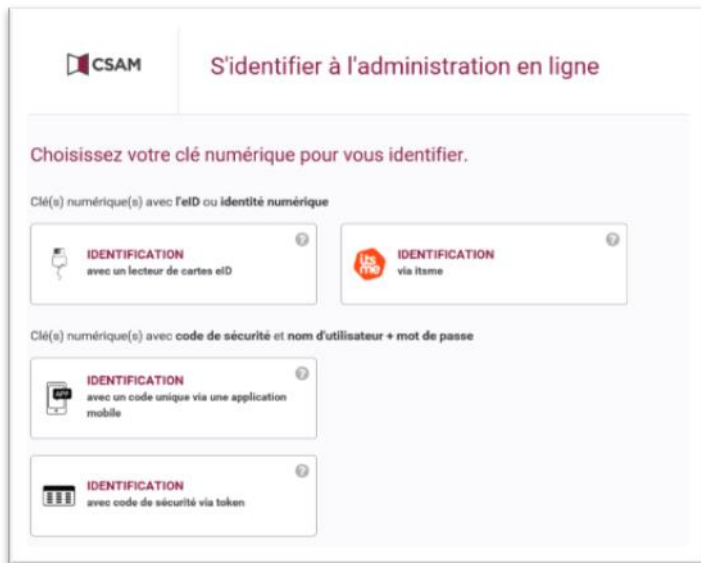 CSAM
S'identifier à l'administration en ligne
Choisissez votre clé numérique pour vous identifier.
Clé(s) numérique(s) avec l'eID ou identité numérique
IDENTIFICATION
avec un lecteur de cartes eID
?
its
me
IDENTIFICATION
via itsme
?
Clé(s) numérique(s) avec code de sécurité et nom d'utilisateur + mot de passe
APP
IDENTIFICATION
avec un code unique via une application
mobile
?
IDENTIFICATION
avec code de sécurité via token
?